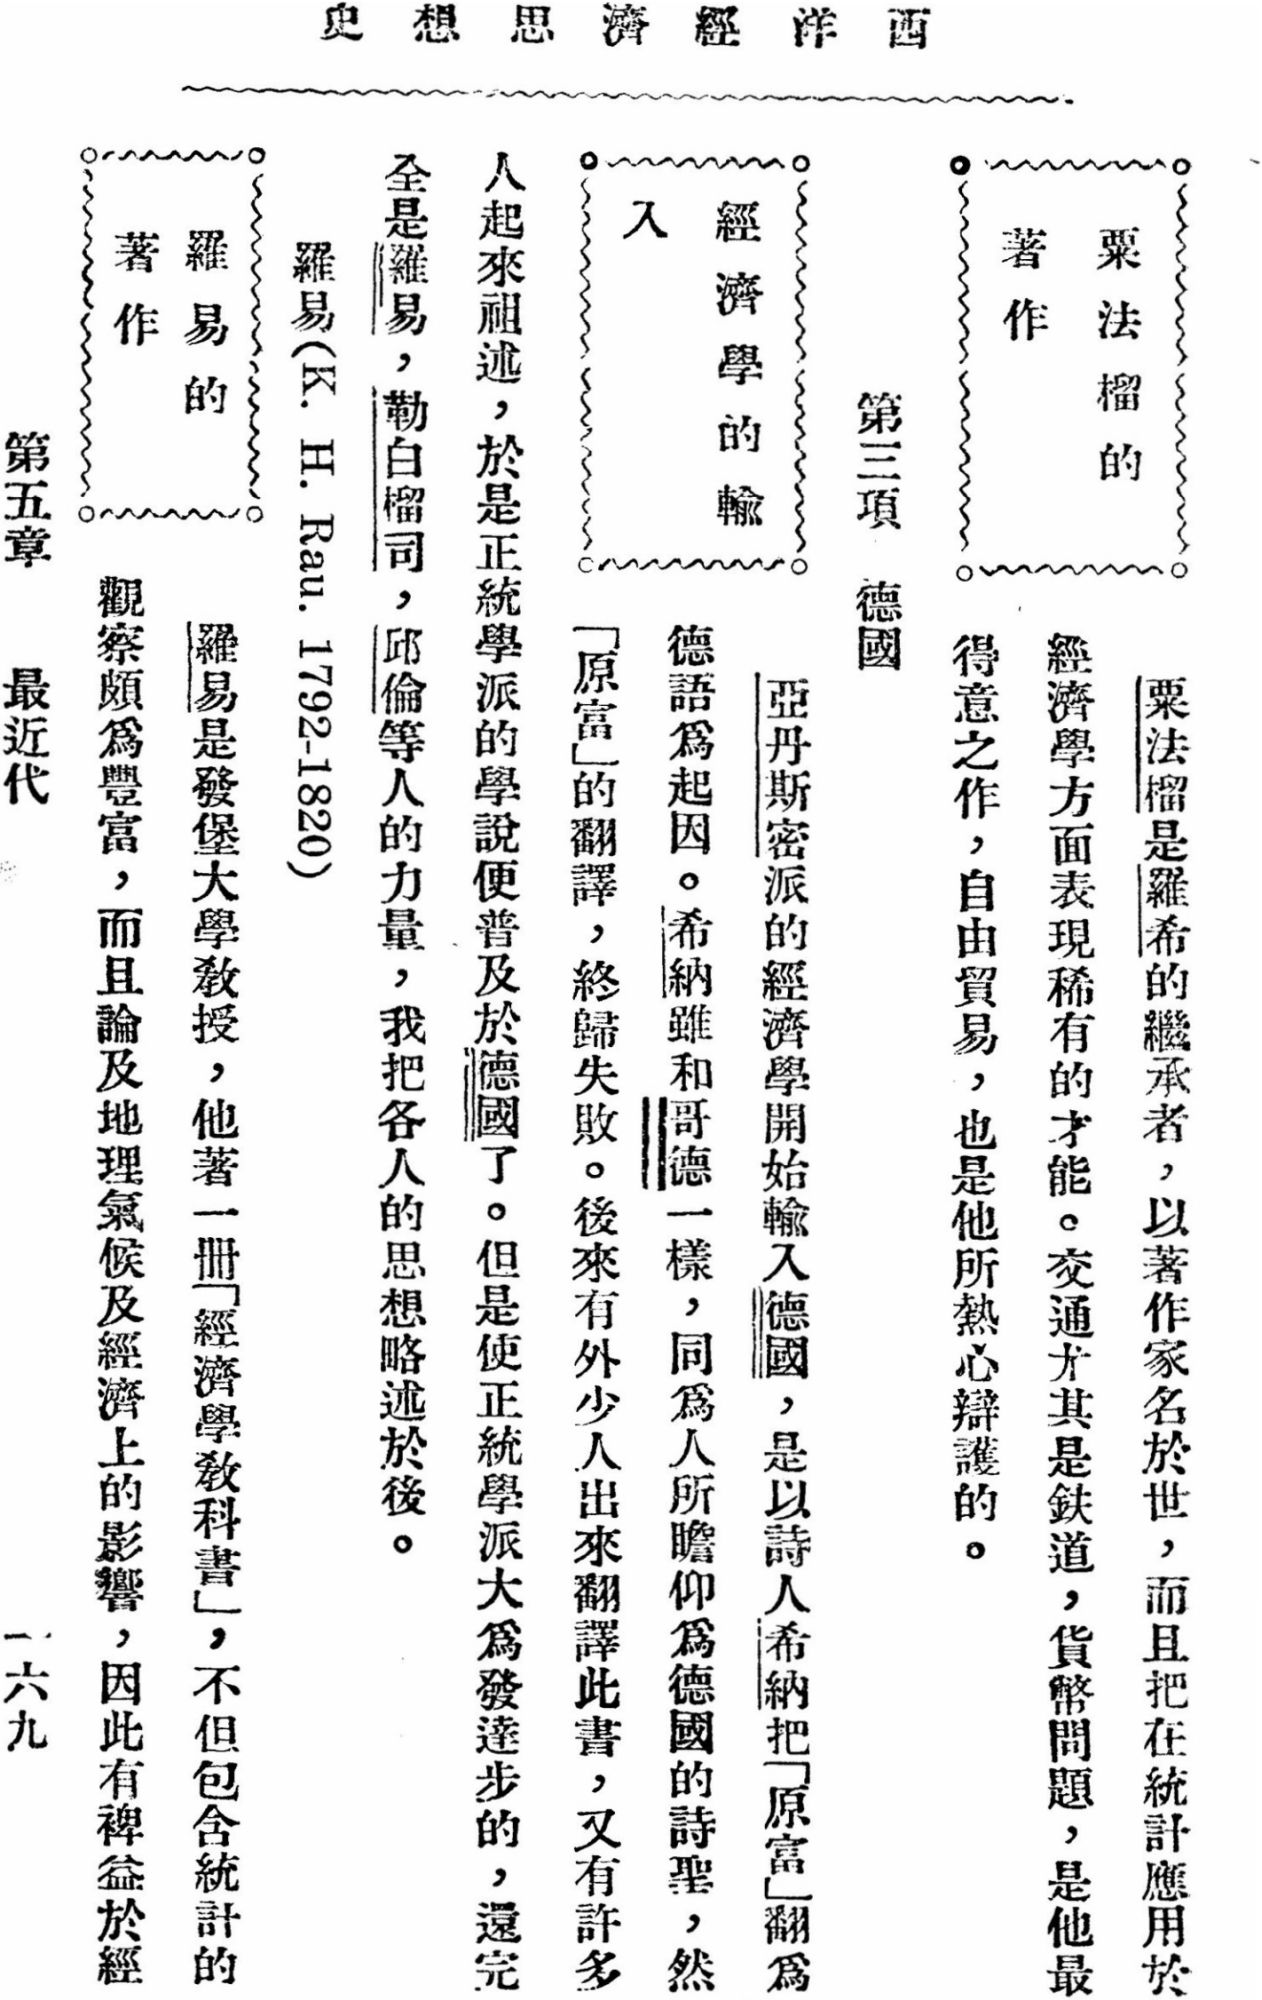 西洋經濟思想史
粟法榴的
著作
粟法榴是羅希的繼承者，以著作家名於世，而且把在統計應用於
經濟學方面表現稀有的才能。交通尤其是鉄道，貨幣問題，是他最
得意之作，自由貿易，也是他所熱心辯護的。
第三項　德國
經濟學的輸
入
亞丹斯密派的經濟學開始輸入德國，是以詩人希納把「原富」翻爲
德語爲起因。希納雖和哥德一樣，同爲人所瞻仰爲德國的詩聖，然
「原富」的翻譯，終歸失敗。後來有外少人出來翻譯此書，又有許多
人起來祖述，於是正統學派的學說便普及於德國了。但是使正統學派大爲發達步的，還完
全是羅易，勒白榴司，邱倫等人的力量，我把各人的思想略述於後。
羅易(K. H. Rau. 1792-1820)
羅易的
著作
羅易是發堡大學教授，他著一冊「經濟學教科書」，不但包含統計的
觀察頗爲豐富，而且論及地理氣候及經濟上的影響，因此有裨益於經
第五章　最近代　一六九